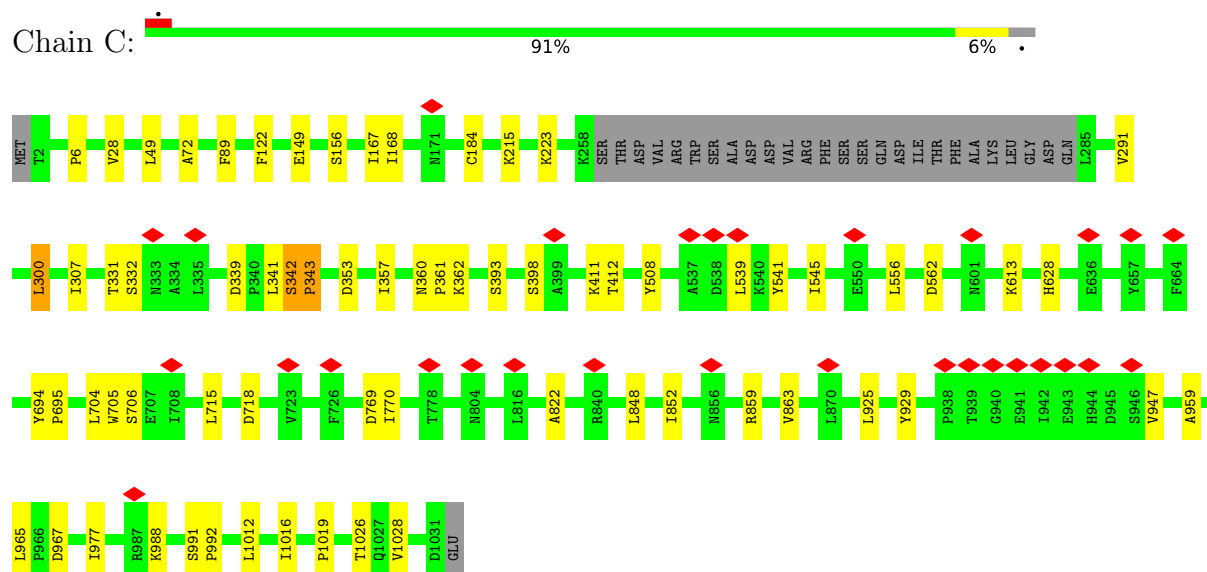 Chain C:
91%
6%
MET T2 P6 V28 L49 A72 F89 F122 E149 S156 I167 I168 N171 C184 K215 K223 K258 SER THR ASP VAL ARG TRP SER ALA ASP ASP VAL ARG PHE SER SER GLN ASP ILE THR PHE ALA LYS LEU GLY ASP GLN L285 V291
L300 I307 T331 S332 N333 A334 L335 D339 P340 L341 S342 P343 D353 I357 N360 P361 K362 S393 S398 A399 K411 T412 Y508 A537 D538 L539 K540 Y541 I545 E550 L556 D562 N601 K613 H628 E636 Y657 F664
Y694 P695 L704 W705 S706 E707 I708 L715 D718 V723 F726 D769 I770 T778 N804 L816 A822 R840 L848 I852 N856 R859 V863 L870 L925 Y929 P938 T939 G940 E941 I942 E943 H944 D945 S946 V947 A959
L965 P966 D967 I977 R987 K988 S991 P992 L1012 I1016 P1019 T1026 Q1027 V1028 D1031 GLU